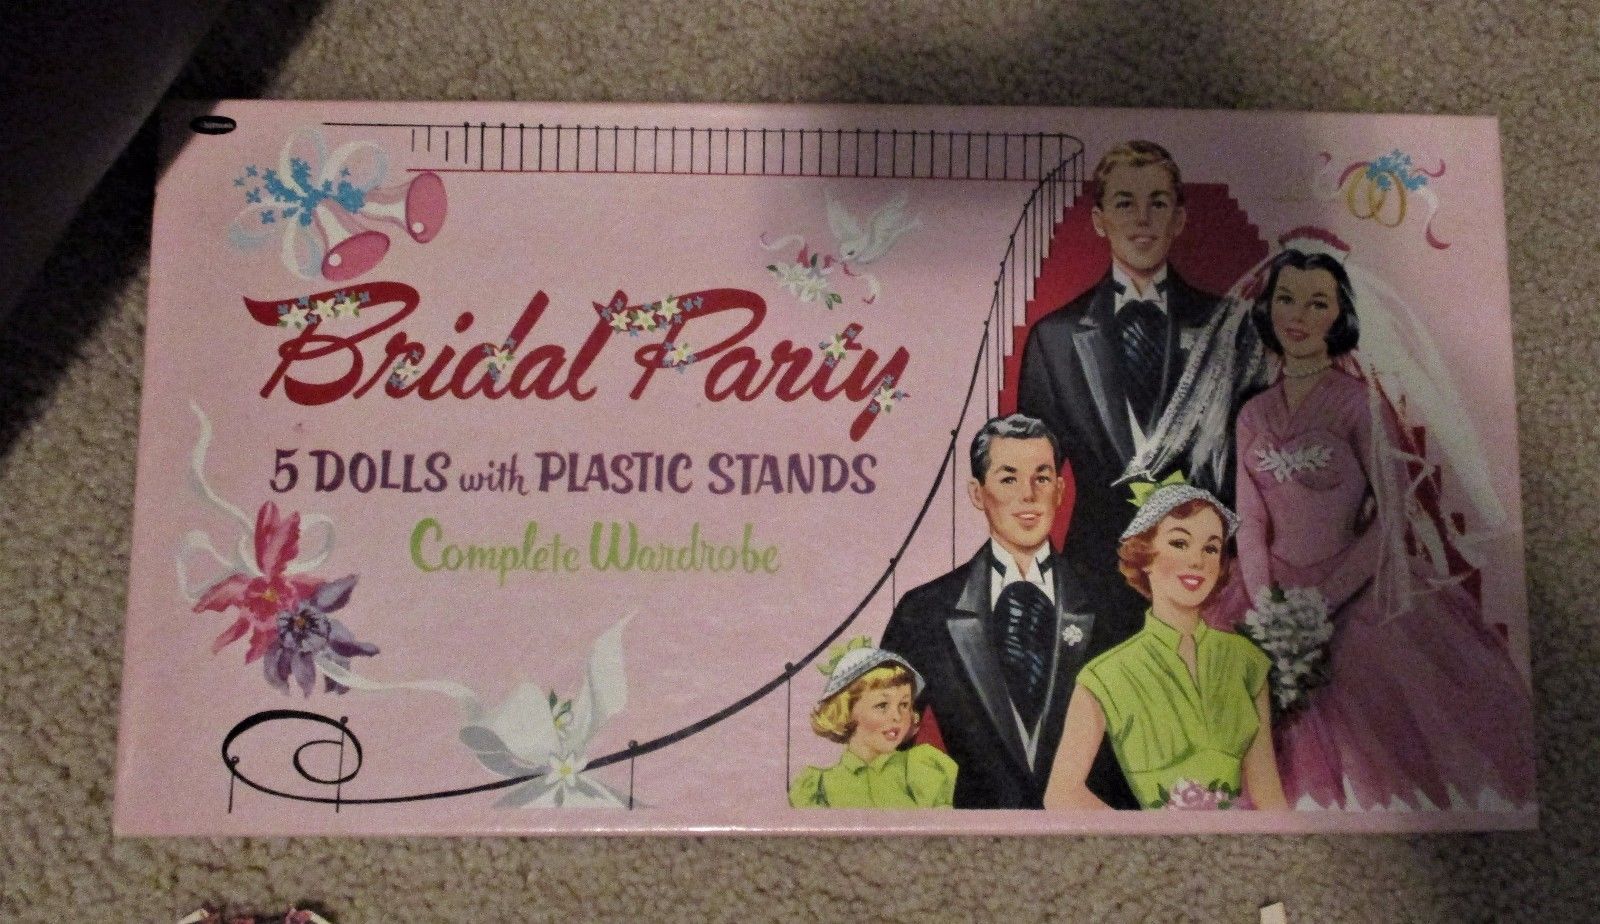 Bridal Party
5 DOLLS with PLASTIC STANDS
Complete Wardrobe